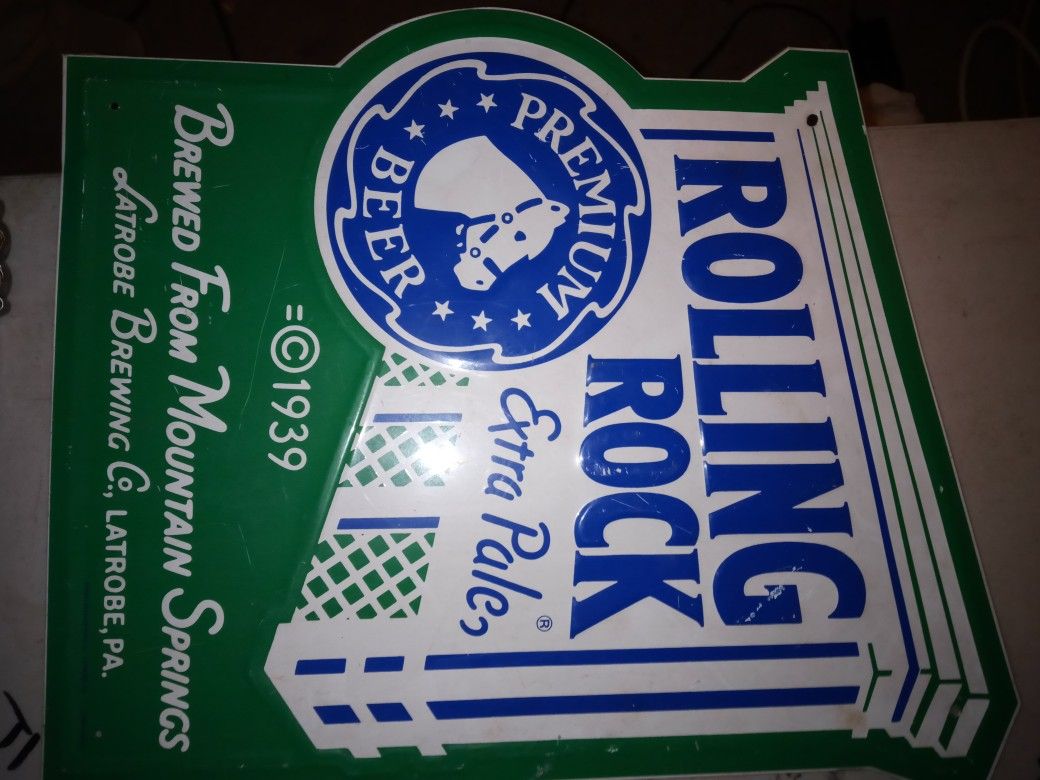 ROLLING
ROCK
Extra Pale ®
PREMIUM
BEER
=©1939
BREWED FROM MOUNTAIN SPRINGS
LATROBE BREWING CO., LATROBE, PA.